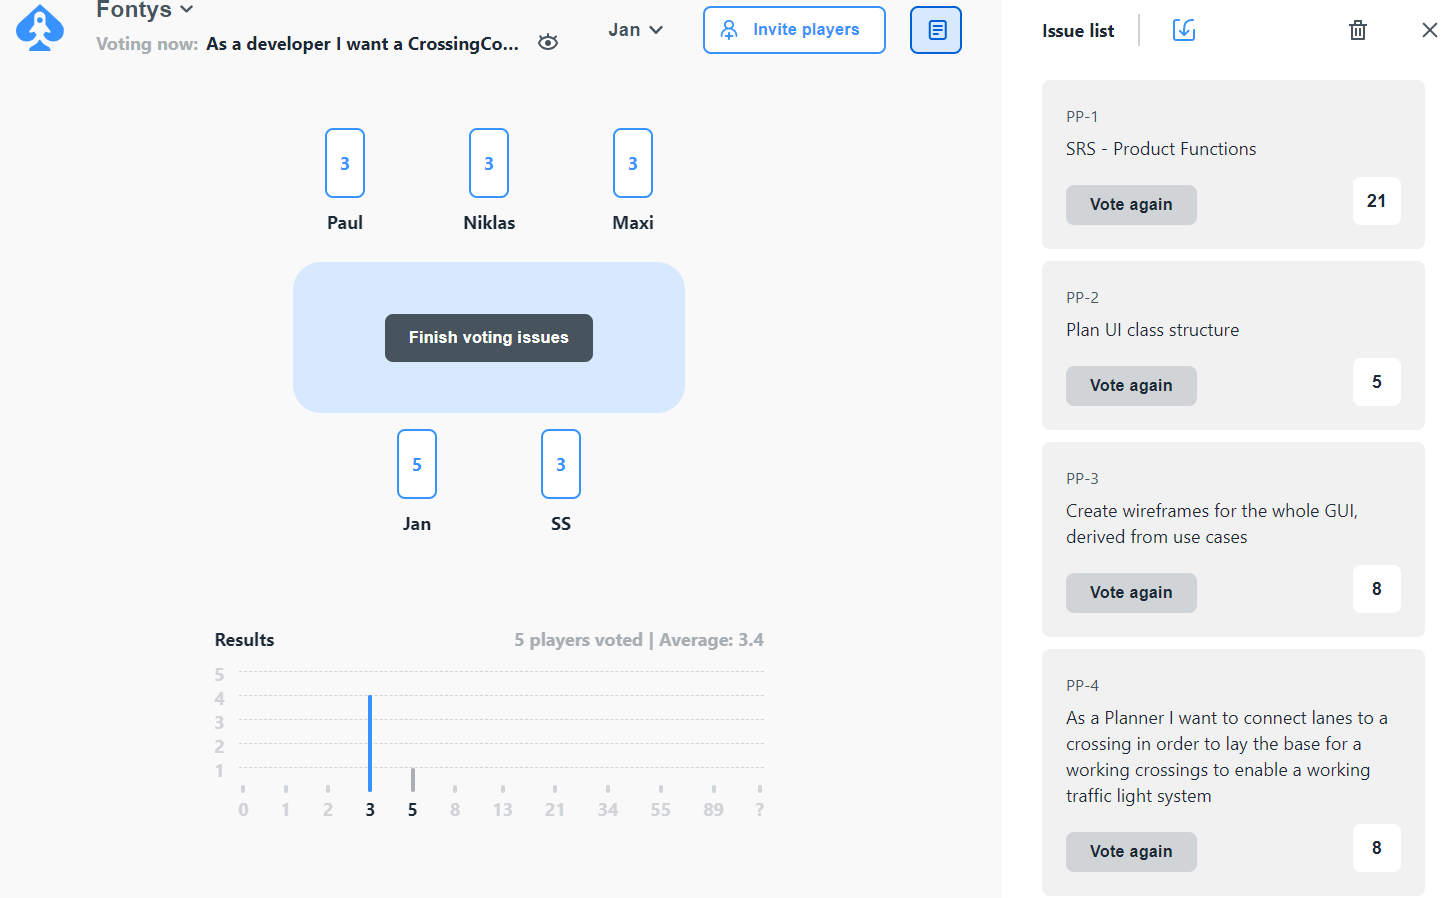 Fontys
Voting now: As a developer I want a CrossingCo...
Jan
Invite players
3
3
3
Paul
Niklas
Maxi
Finish voting issues
5
3
Jan
SS
Results
5 players voted | Average: 3.4
5
4
3
2
1
0 1 2 3 5 8 13 21 34 55 89 ?
Issue list
PP-1
SRS - Product Functions
Vote again
21
PP-2
Plan UI class structure
Vote again
5
PP-3
Create wireframes for the whole GUI,
derived from use cases
Vote again
8
PP-4
As a Planner I want to connect lanes to a
crossing in order to lay the base for a
working crossings to enable a working
traffic light system
Vote again
8